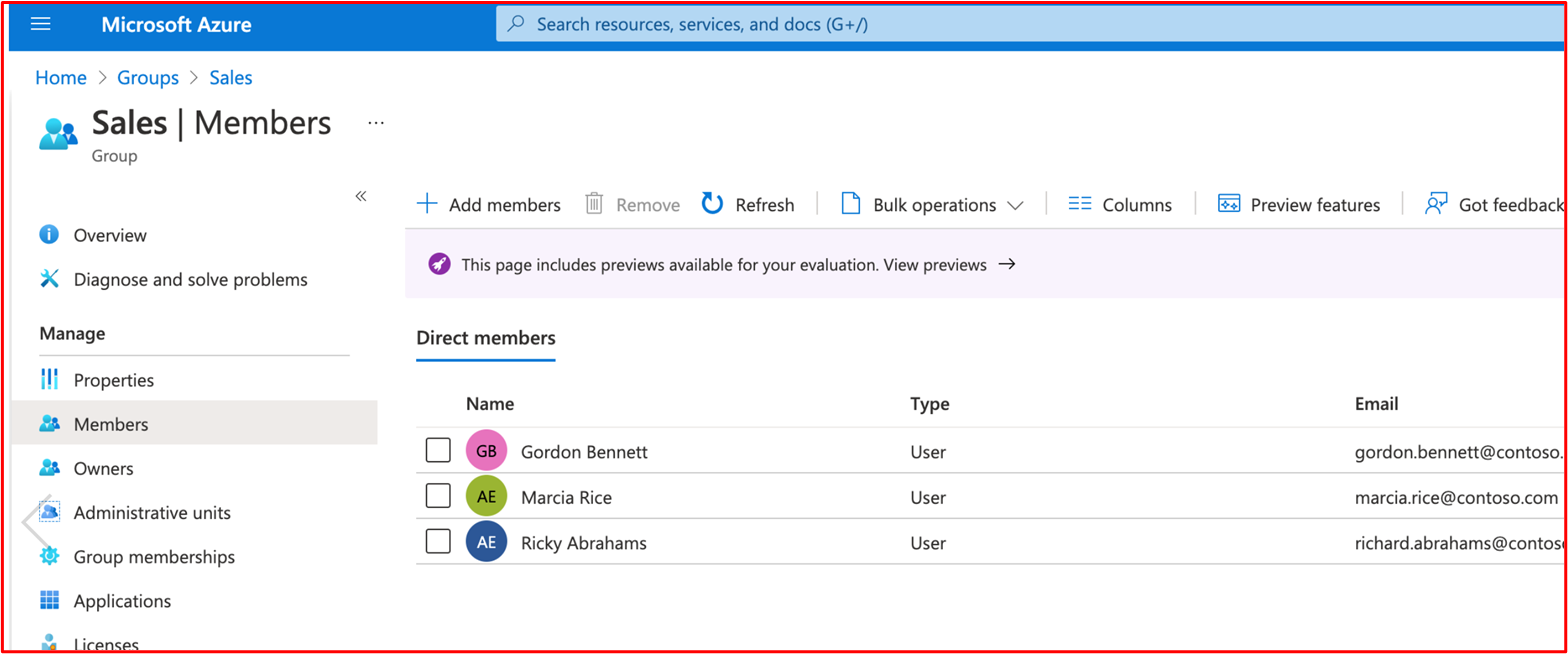 Microsoft Azure
Search resources, services, and docs (G+/)
Home > Groups > Sales
Sales | Members ...
Group
«
Overview
Diagnose and solve problems
Manage
Properties
Members
Owners
Administrative units
Group memberships
Applications
Licenses
+ Add members Remove Refresh Bulk operations Columns Preview features Got feedback
This page includes previews available for your evaluation. View previews →
Direct members
Name Type Email
GB Gordon Bennett User gordon.bennett@contoso.
AE Marcia Rice User marcia.rice@contoso.com
AE Ricky Abrahams User richard.abrahams@contoso